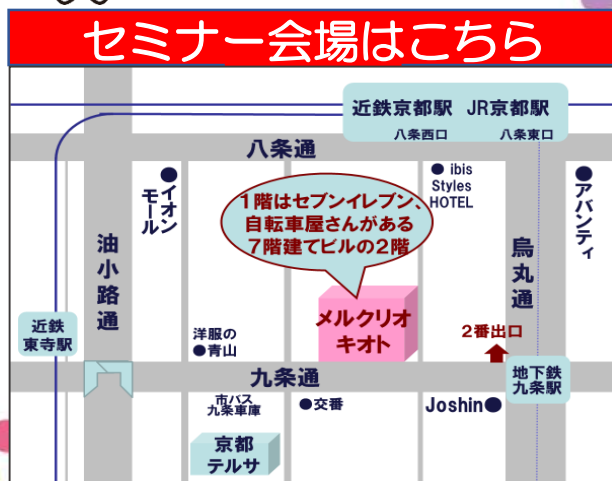 セミナー会場はこちら
近鉄京都駅 JR京都駅
八条西口 八条東口
八条通
●イオン
モール
● ibis
Styles
HOTEL
●アバンティ
1階はセブンイレブン、
自転車屋さんがある
7階建てビルの2階
油小路通
烏丸通
メルクリオ
キオト
2番出口
近鉄
東寺駅
洋服の
●青山
九条通
地下鉄
九条駅
市バス
九条車庫
●交番
Joshin●
京都
テルサ